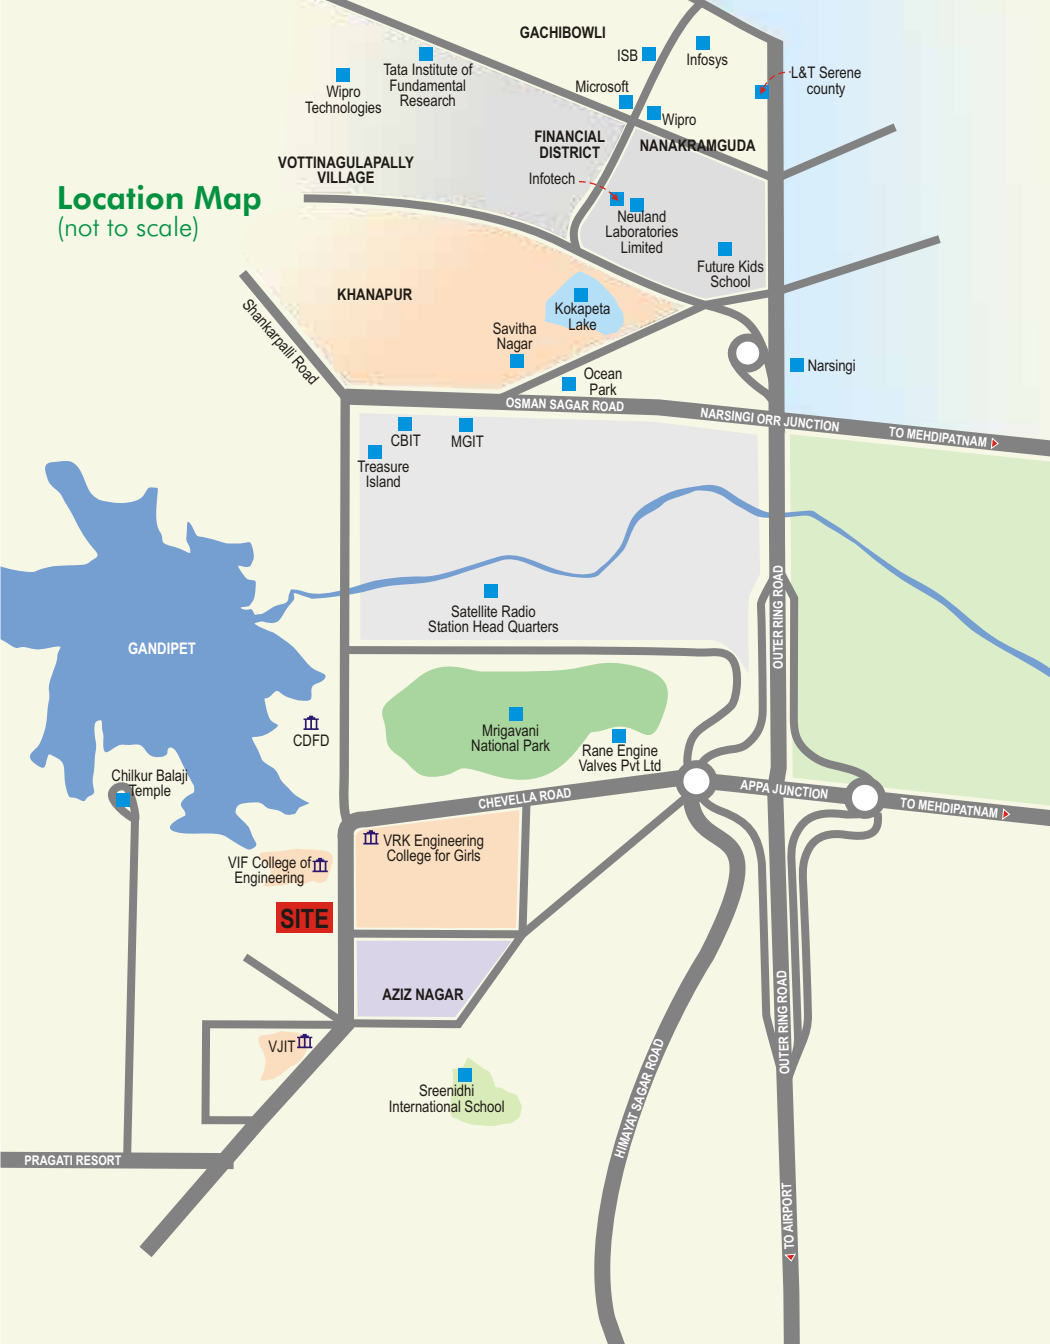 GACHIBOWLI
ISB
Infosys
Tata Institute of
Fundamental
Research
Wipro
Technologies
Microsoft
L&T Serene
county
Wipro
FINANCIAL
DISTRICT
NANAKRAMGUDA
VOTTINAGULAPALLY
VILLAGE
Infotech
Location Map
(not to scale)
Neuland
Laboratories
Limited
Future Kids
School
KHANAPUR
Kokapeta
Lake
Shankarpalli Road
Savitha
Nagar
Ocean
Park
Narsingi
OSMAN SAGAR ROAD
NARSINGI ORR JUNCTION
TO MEHDIPATNAM
CBIT
MGIT
Treasure
Island
Satellite Radio
Station Head Quarters
OUTER RING ROAD
GANDIPET
CDFD
Mrigavani
National Park
Rane Engine
Valves Pvt Ltd
Chilkur Balaji
Temple
CHEVELLA ROAD
APPA JUNCTION
TO MEHDIPATNAM
VRK Engineering
College for Girls
VIF College of
Engineering
SITE
AZIZ NAGAR
OUTER RING ROAD
VJIT
Sreenidhi
International School
HIMAYAT SAGAR ROAD
PRAGATI RESORT
TO AIRPORT